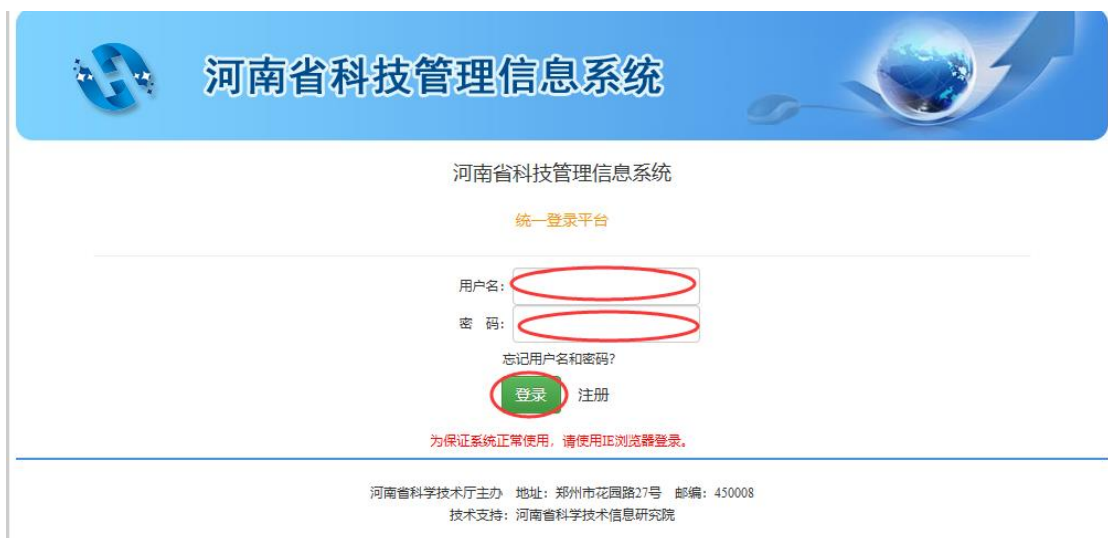 河南省科技管理信息系统
河南省科技管理信息系统
统一登录平台
用户名：
密 码：
忘记用户名和密码?
登录 注册
为保证系统正常使用，请使用IE浏览器登录。
河南省科学技术厅主办 地址：郑州市花园路27号 邮编：450008
技术支持：河南省科学技术信息研究院